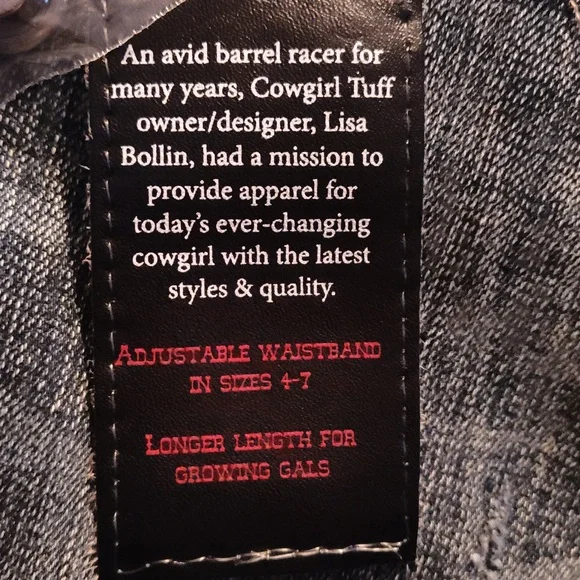 An avid barrel racer for
many years, Cowgirl Tuff
owner/designer, Lisa
Bollin, had a mission to
provide apparel for
today's ever-changing
cowgirl with the latest
styles & quality.
ADJUSTABLE WAISTBAND
IN SIZES 4-7
LONGER LENGTH FOR
GROWING GALS